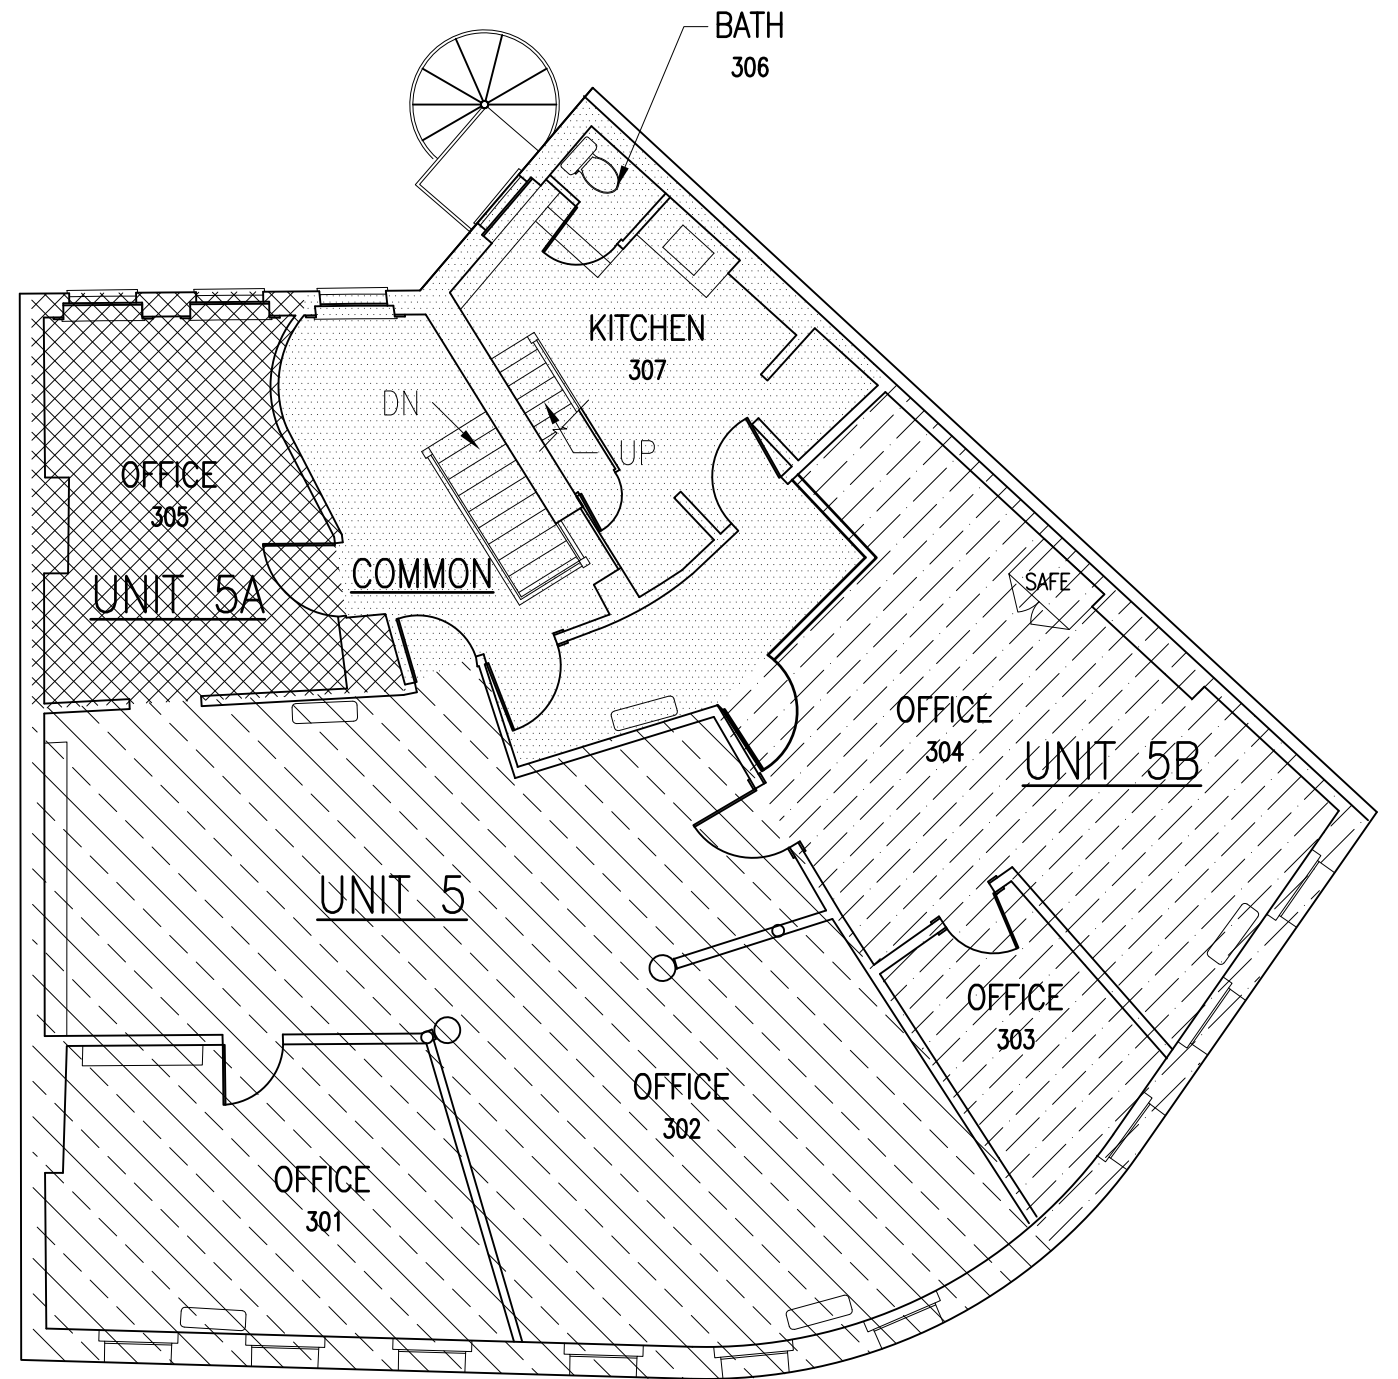 BATH
306
KITCHEN
307
DN
UP
OFFICE
305
UNIT 5A
COMMON
SAFE
OFFICE
304
UNIT 5B
UNIT 5
OFFICE
303
OFFICE
302
OFFICE
301